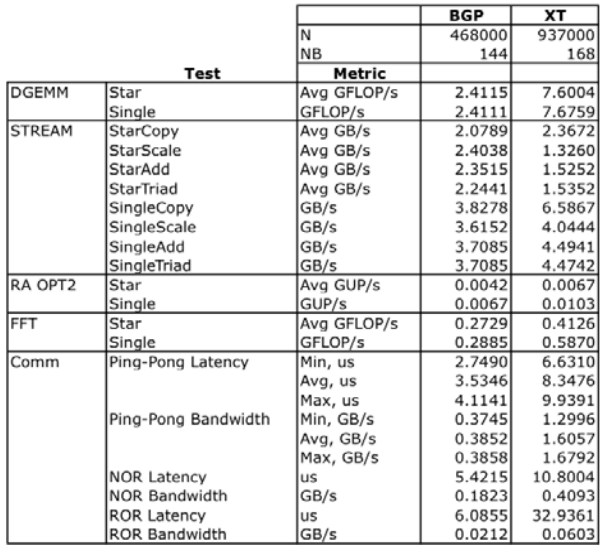 BGP XT
N 468000 937000
NB 144 168
Test Metric
DGEMM Star Avg GFLOP/s 2.4115 7.6004
Single GFLOP/s 2.4111 7.6759
STREAM StarCopy Avg GB/s 2.0789 2.3672
StarScale Avg GB/s 2.4038 1.3260
StarAdd Avg GB/s 2.3515 1.5252
StarTriad Avg GB/s 2.2441 1.5352
SingleCopy GB/s 3.8278 6.5867
SingleScale GB/s 3.6152 4.0444
SingleAdd GB/s 3.7085 4.4941
SingleTriad GB/s 3.7085 4.4742
RA OPT2 Star Avg GUP/s 0.0042 0.0067
Single GUP/s 0.0067 0.0103
FFT Star Avg GFLOP/s 0.2729 0.4126
Single GFLOP/s 0.2885 0.5870
Comm Ping-Pong Latency Min, us 2.7490 6.6310
Avg, us 3.5346 8.3476
Max, us 4.1141 9.9391
Ping-Pong Bandwidth Min, GB/s 0.3745 1.2996
Avg, GB/s 0.3852 1.6057
Max, GB/s 0.3858 1.6792
NOR Latency us 5.4215 10.8004
NOR Bandwidth GB/s 0.1823 0.4093
ROR Latency us 6.0855 32.9361
ROR Bandwidth GB/s 0.0212 0.0603